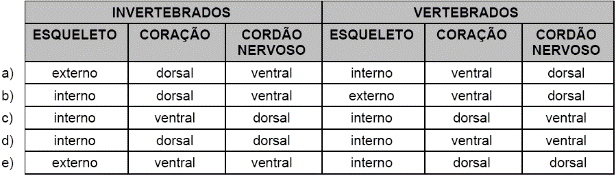 INVERTEBRADOS VERTEBRADOS
ESQUELETO CORAÇÃO CORDÃO NERVOSO ESQUELETO CORAÇÃO CORDÃO NERVOSO
a) externo dorsal ventral interno ventral dorsal
b) interno dorsal ventral externo ventral dorsal
c) interno ventral dorsal interno dorsal ventral
d) interno dorsal dorsal interno ventral ventral
e) externo ventral ventral interno dorsal dorsal